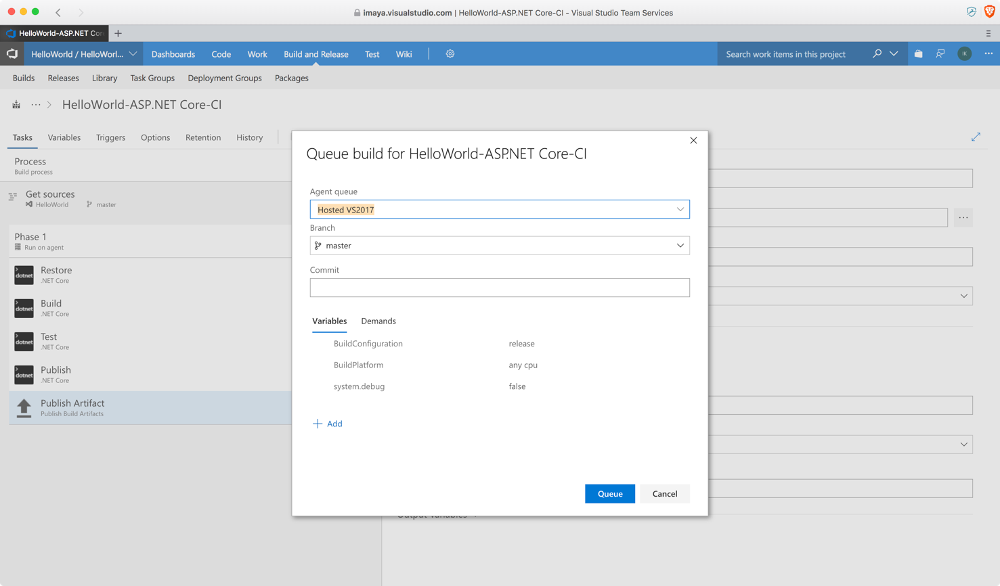 imaya.visualstudio.com | HelloWorld-ASP.NET Core-CI - Visual Studio Team Services
HelloWorld-ASP.NET Cor
HelloWorld / HelloWorl... Dashboards Code Work Build and Release Test Wiki Search work items in this project IK
Builds Releases Library Task Groups Deployment Groups Packages
... HelloWorld-ASP.NET Core-CI
Tasks Variables Triggers Options Retention History
Process
Build process
Get sources
HelloWorld master
Phase 1
Run on agent
dotnet
Restore
.NET Core
dotnet
Build
.NET Core
dotnet
Test
.NET Core
dotnet
Publish
.NET Core
Publish Artifact
Publish Build Artifacts
Queue build for HelloWorld-ASP.NET Core-CI
Agent queue
Hosted VS2017
Branch
master
Commit
Variables Demands
BuildConfiguration release
BuildPlatform any cpu
system.debug false
+ Add
Queue Cancel